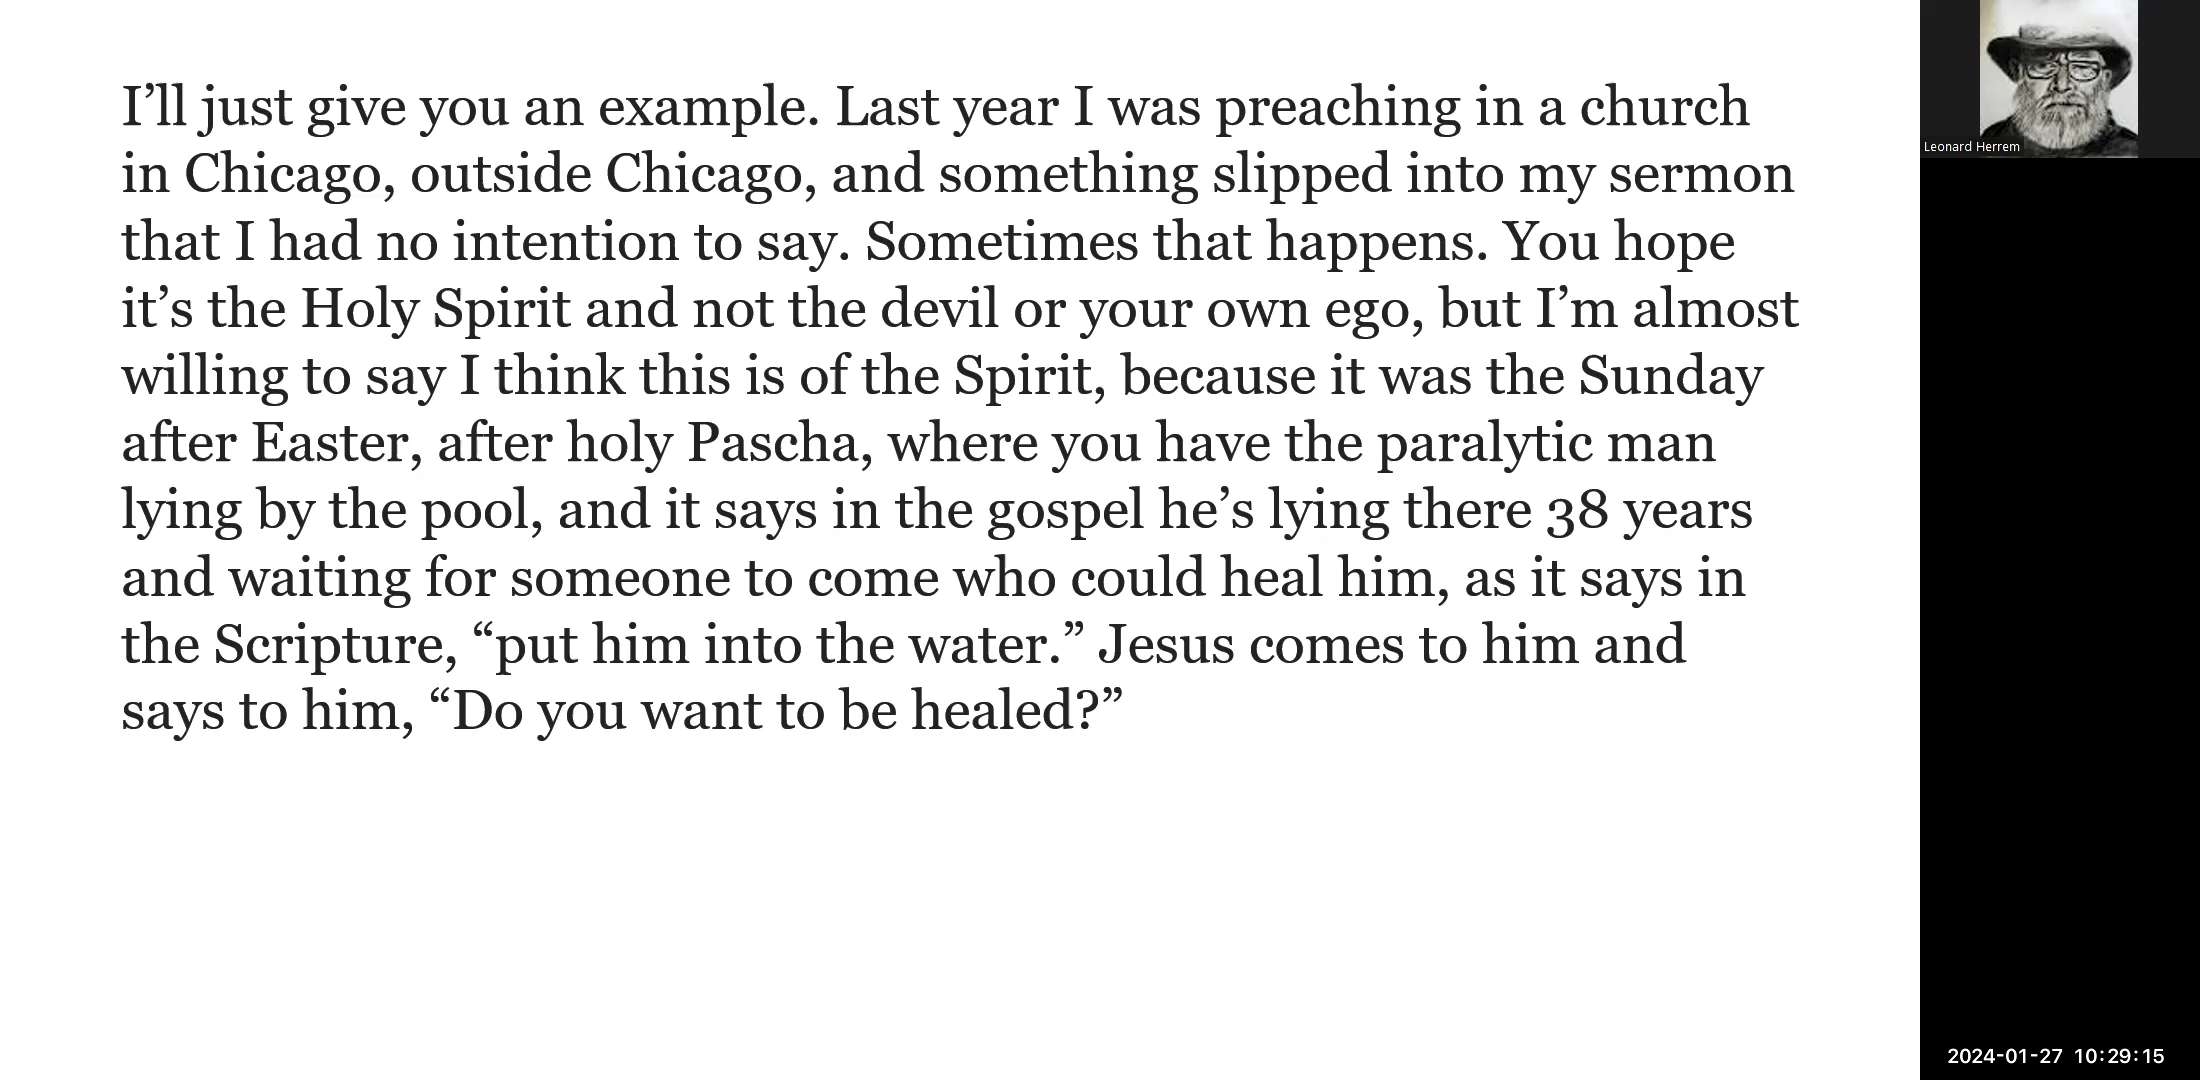 I’ll just give you an example. Last year I was preaching in a church
in Chicago, outside Chicago, and something slipped into my sermon
that I had no intention to say. Sometimes that happens. You hope
it’s the Holy Spirit and not the devil or your own ego, but I’m almost
willing to say I think this is of the Spirit, because it was the Sunday
after Easter, after holy Pascha, where you have the paralytic man
lying by the pool, and it says in the gospel he’s lying there 38 years
and waiting for someone to come who could heal him, as it says in
the Scripture, “put him into the water.” Jesus comes to him and
says to him, “Do you want to be healed?”
Leonard Herrem
2024-01-27 10:29:15